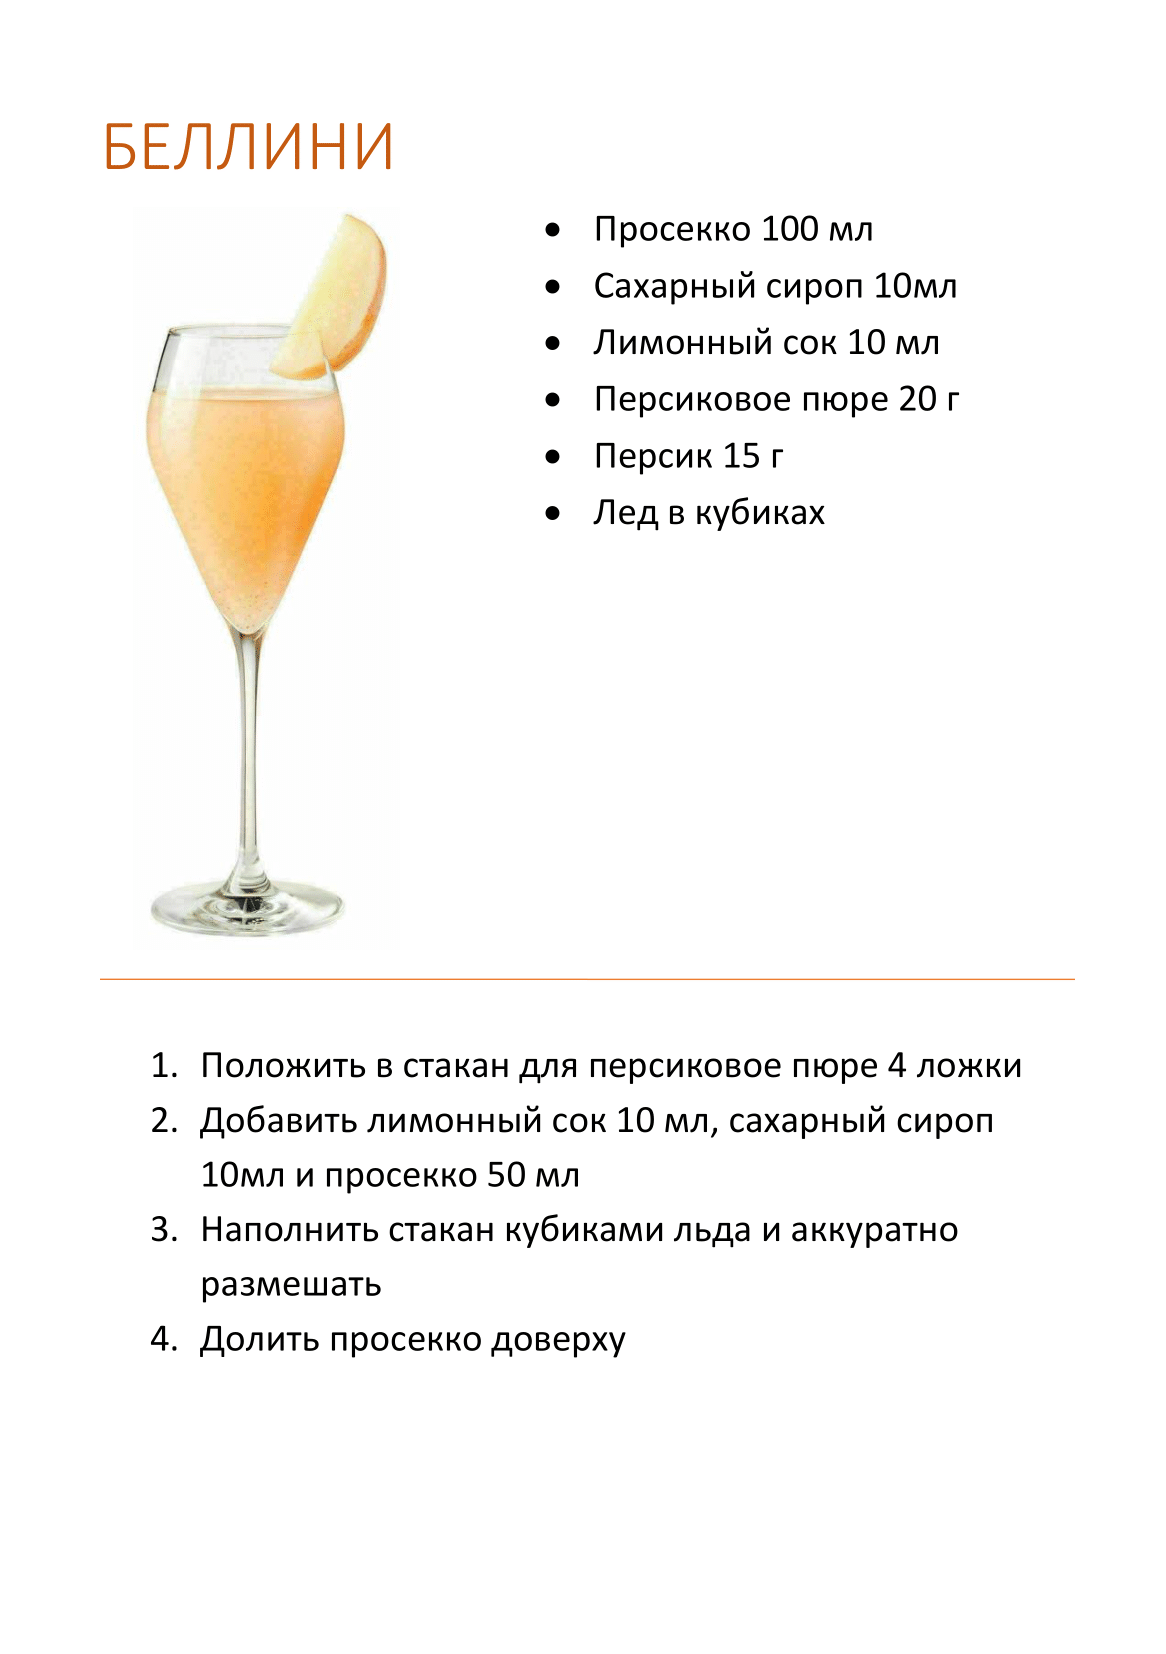 БЕЛЛИНИ
• Просекко 100 мл
• Сахарный сироп 10мл
• Лимонный сок 10 мл
• Персиковое пюре 20 г
• Персик 15 г
• Лед в кубиках
1. Положить в стакан для персиковое пюре 4 ложки
2. Добавить лимонный сок 10 мл, сахарный сироп
10мл и просекко 50 мл
3. Наполнить стакан кубиками льда и аккуратно
размешать
4. Долить просекко доверху